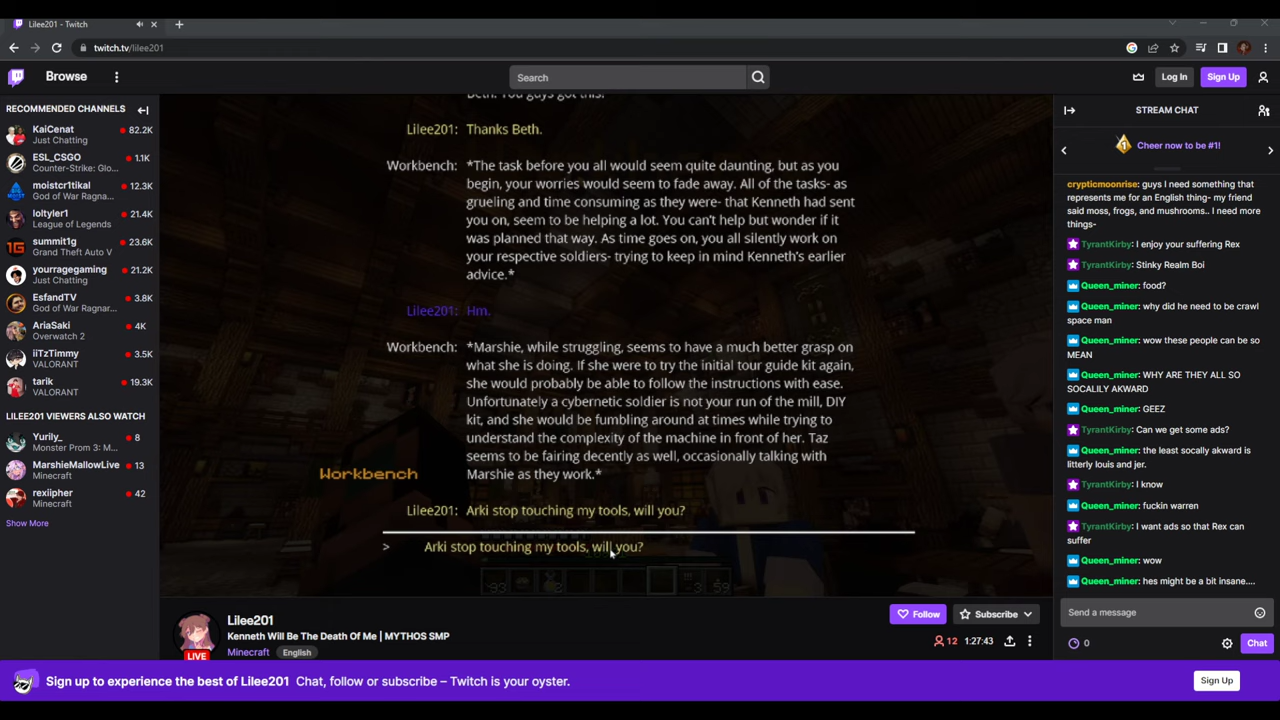 Lilee201 - Twitch
twitch.tv/lilee201
Browse
Search
Log In
Sign Up
RECOMMENDED CHANNELS
KaiCenat
82.2K
Just Chatting
ESL_CSGO
1.1K
Counter-Strike: Glo...
moistcr1tikal
12.3K
God of War Ragna...
loltyler1
21.4K
League of Legends
summit1g
23.6K
Grand Theft Auto V
yourragegaming
21.2K
Just Chatting
EsfandTV
3.8K
God of War Ragnar...
AriaSaki
4K
Overwatch 2
iiTzTimmy
3.5K
VALORANT
tarik
19.3K
VALORANT
LILEE201 VIEWERS ALSO WATCH
Yurily_
8
Monster Prom 3: M...
MarshieMallowLive
13
Minecraft
rexiipher
42
Minecraft
Show More
Beth: You guys got this!
Lilee201: Thanks Beth.
Workbench: *The task before you all would seem quite daunting, but as you
begin, your worries would seem to fade away. All of the tasks- as
grueling and time consuming as they were- that Kenneth had sent
you on, seem to be helping a lot. You can't help but wonder if it
was planned that way. As time goes on, you all silently work on
your respective soldiers- trying to keep in mind Kenneth's earlier
advice.*
Lilee201: Hm.
Workbench: *Marshie, while struggling, seems to have a much better grasp on
what she is doing. If she were to try the initial tour guide kit again,
she would probably be able to follow the instructions with ease.
Unfortunately a cybernetic soldier is not your run of the mill, DIY
kit, and she would be fumbling around at times while trying to
understand the complexity of the machine in front of her. Taz
seems to be fairing decently as well, occasionally talking with
Marshie as they work.*
Workbench
Lilee201: Arki stop touching my tools, will you?
> Arki stop touching my tools, will you?
33
2
3
59
LIVE
Lilee201
Kenneth Will Be The Death Of Me | MYTHOS SMP
Minecraft
English
Follow
Subscribe
12
1:27:43
STREAM CHAT
1
Cheer now to be #1!
crypticmoonrise: guys I need something that
represents me for an English thing- my friend
said moss, frogs, and mushrooms.. I need more
things-
TyrantKirby: I enjoy your suffering Rex
TyrantKirby: Stinky Realm Boi
Queen_miner: food?
Queen_miner: why did he need to be crawl
space man
Queen_miner: wow these people can be so
MEAN
Queen_miner: WHY ARE THEY ALL SO
SOCALILY AKWARD
Queen_miner: GEEZ
TyrantKirby: Can we get some ads?
Queen_miner: the least socally akward is
litterly louis and jer.
TyrantKirby: I know
Queen_miner: fuckin warren
TyrantKirby: I want ads so that Rex can
suffer
Queen_miner: wow
Queen_miner: hes might be a bit insane....
Send a message
0
Chat
Sign up to experience the best of Lilee201 Chat, follow or subscribe – Twitch is your oyster.
Sign Up